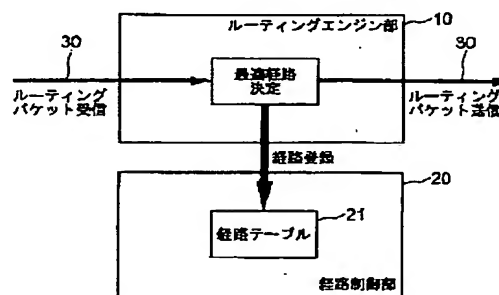 ルーティングエンジン部
10
30
30
最適経路
決定
ルーティング
パケット受信
ルーティング
パケット送信
経路登録
20
21
経路テーブル
経路制御部